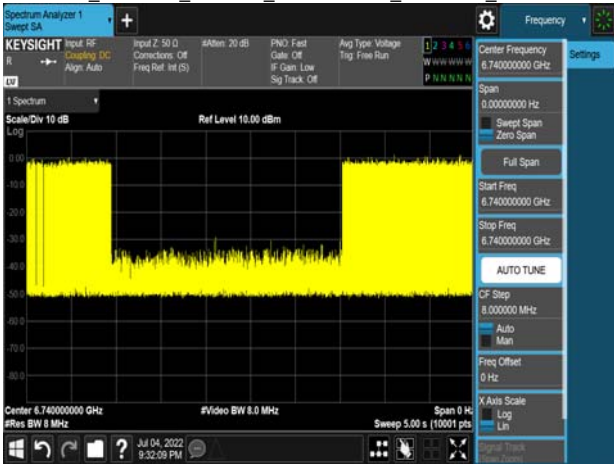 Spectrum Analyzer 1
Swept SA
+
Frequency
KEYSIGHT
R
LXI
Input: RF
Coupling: DC
Align: Auto
Input Z: 50 Ω
Corrections: Off
Freq Ref: Int (S)
#Atten: 20 dB
PNO: Fast
Gate: Off
IF Gain: Low
Sig Track: Off
Avg Type: Voltage
Trig: Free Run
1 2 3 4 5 6
W W W W W W
P N N N N N
1 Spectrum
Scale/Div 10 dB
Ref Level 10.00 dBm
Log
0.00
-10.0
-20.0
-30.0
-40.0
-50.0
-60.0
-70.0
-80.0
Center 6.740000000 GHz
#Res BW 8 MHz
#Video BW 8.0 MHz
Span 0 Hz
Sweep 5.00 s (10001 pts
Center Frequency
6.740000000 GHz
Span
0.00000000 Hz
Swept Span
Zero Span
Full Span
Start Freq
6.740000000 GHz
Stop Freq
6.740000000 GHz
AUTO TUNE
CF Step
8.000000 MHz
Auto
Man
Freq Offset
0 Hz
X Axis Scale
Log
Lin
Signal Track
(Span Zoom)
Settings
?
Jul 04, 2022
9:32:09 PM